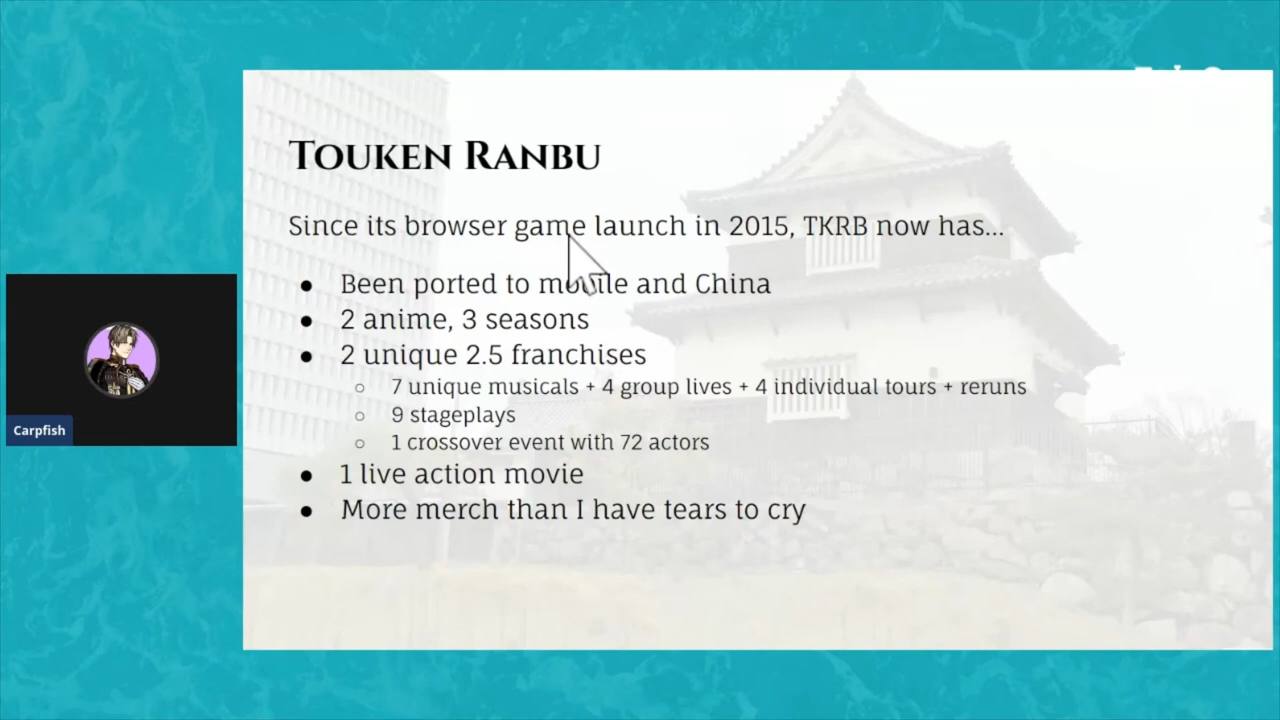 TOUKEN RANBU
Since its browser game launch in 2015, TKRB now has...
● Been ported to mobile and China
● 2 anime, 3 seasons
● 2 unique 2.5 franchises
○ 7 unique musicals + 4 group lives + 4 individual tours + reruns
○ 9 stageplays
○ 1 crossover event with 72 actors
● 1 live action movie
● More merch than I have tears to cry
Carpfish